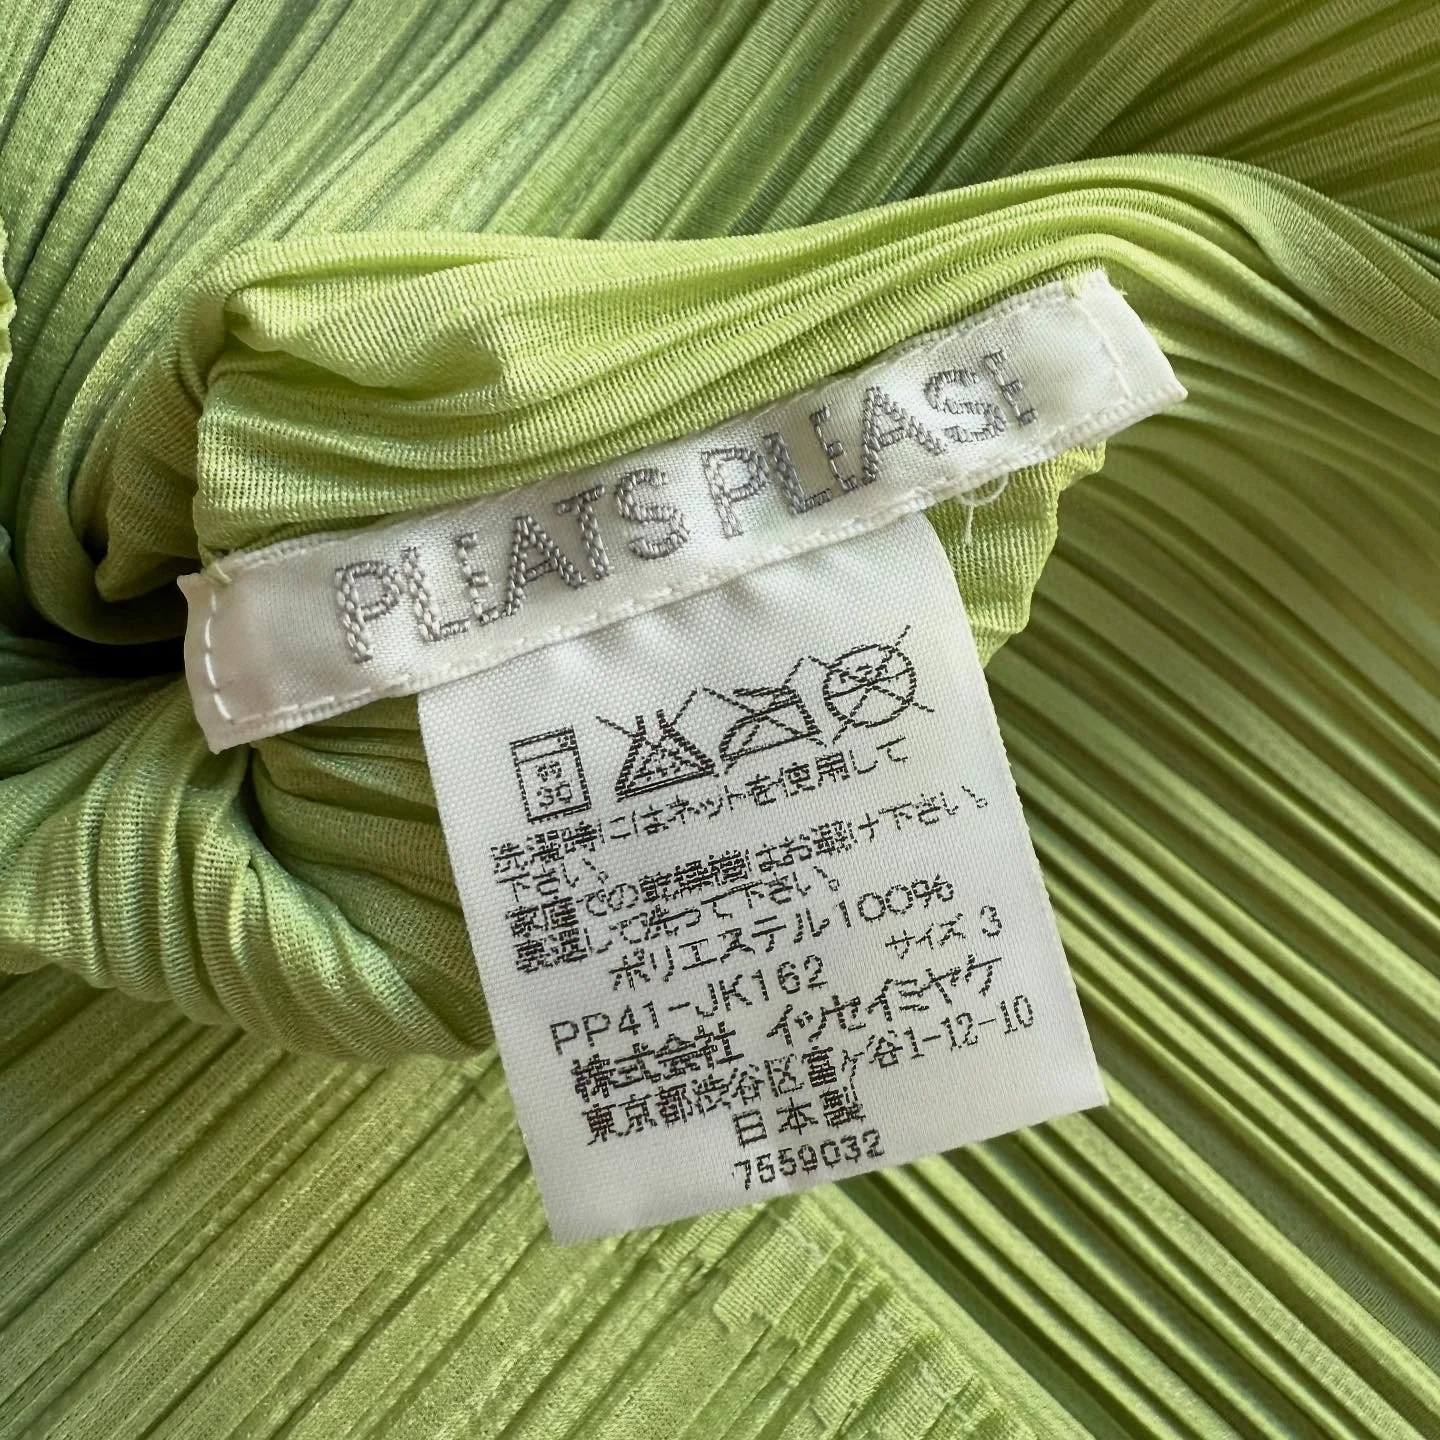 PLEATS PLEASE
洗濯時にはネットを使用して
下さい。
高温での乾燥機はお避け下さい。
裏返して洗って下さい。
ポリエステル100%
PP41-JK162 サイズ 3
株式会社 イッセイミヤケ
東京都渋谷区富ヶ谷1-12-10
日本製
7559032